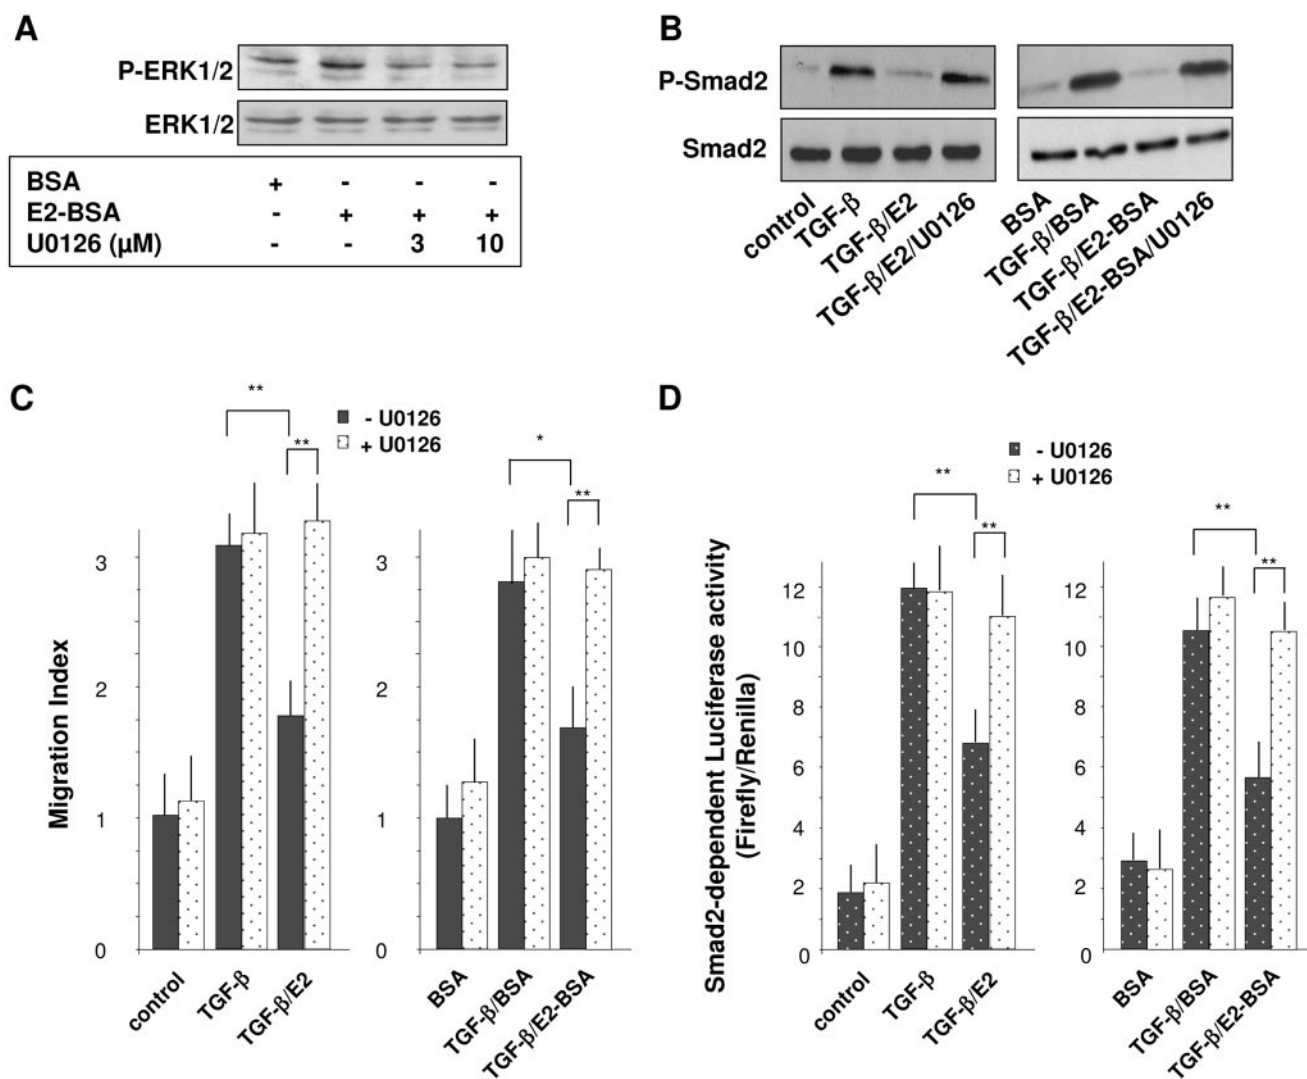 A
P-ERK1/2
ERK1/2
BSA + - - -
E2-BSA - + + +
U0126 (μM) - - 3 10
B
P-Smad2
Smad2
control
TGF-β
TGF-β/E2
TGF-β/E2/U0126
BSA
TGF-β/BSA
TGF-β/E2-BSA
TGF-β/E2-BSA/U0126
C
**
- U0126
+ U0126
**
*
**
Migration Index
3
2
1
0
control
TGF-β
TGF-β/E2
3
2
1
0
BSA
TGF-β/BSA
TGF-β/E2-BSA
D
- U0126
+ U0126
**
**
**
**
Smad2-dependent Luciferase activity
(Firefly/Renilla)
12
10
8
6
4
2
0
control
TGF-β
TGF-β/E2
12
10
8
6
4
2
0
BSA
TGF-β/BSA
TGF-β/E2-BSA